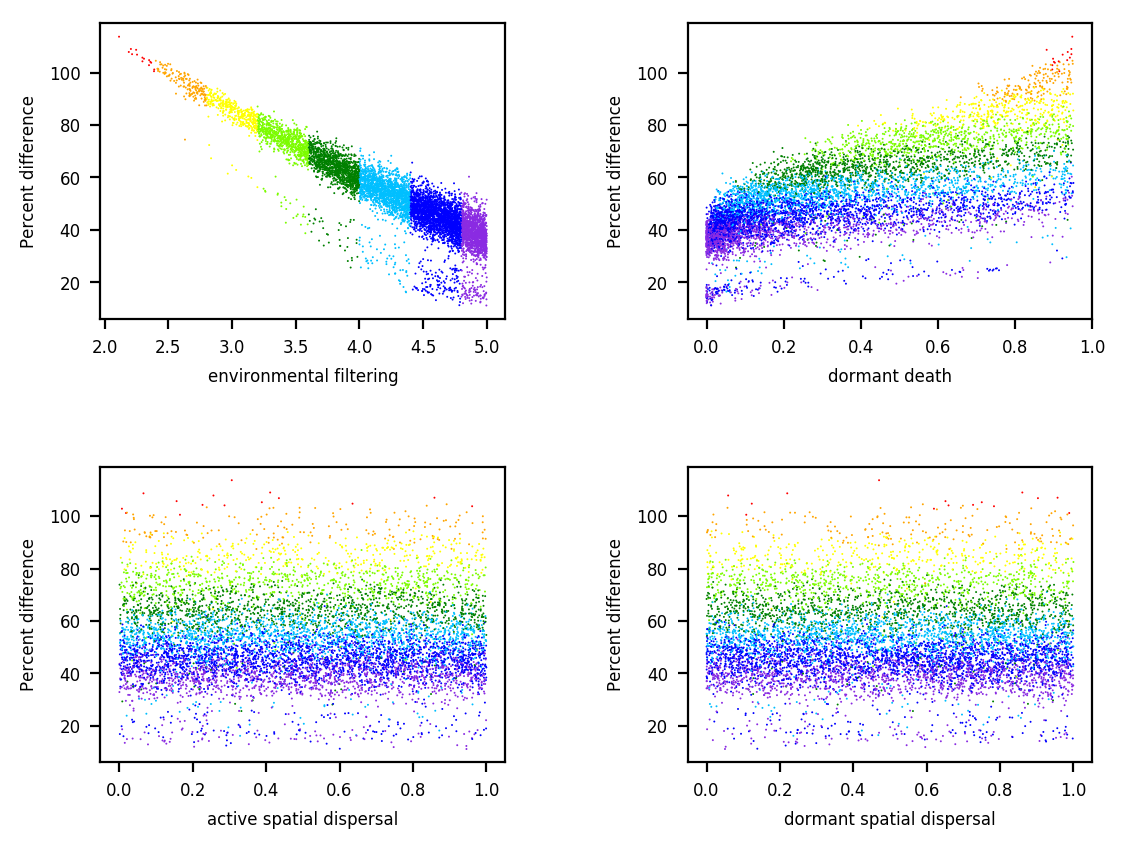 Percent difference
100
80
60
40
20
2.0 2.5 3.0 3.5 4.0 4.5 5.0
environmental filtering
Percent difference
100
80
60
40
20
0.0 0.2 0.4 0.6 0.8 1.0
dormant death
Percent difference
100
80
60
40
20
0.0 0.2 0.4 0.6 0.8 1.0
active spatial dispersal
Percent difference
100
80
60
40
20
0.0 0.2 0.4 0.6 0.8 1.0
dormant spatial dispersal